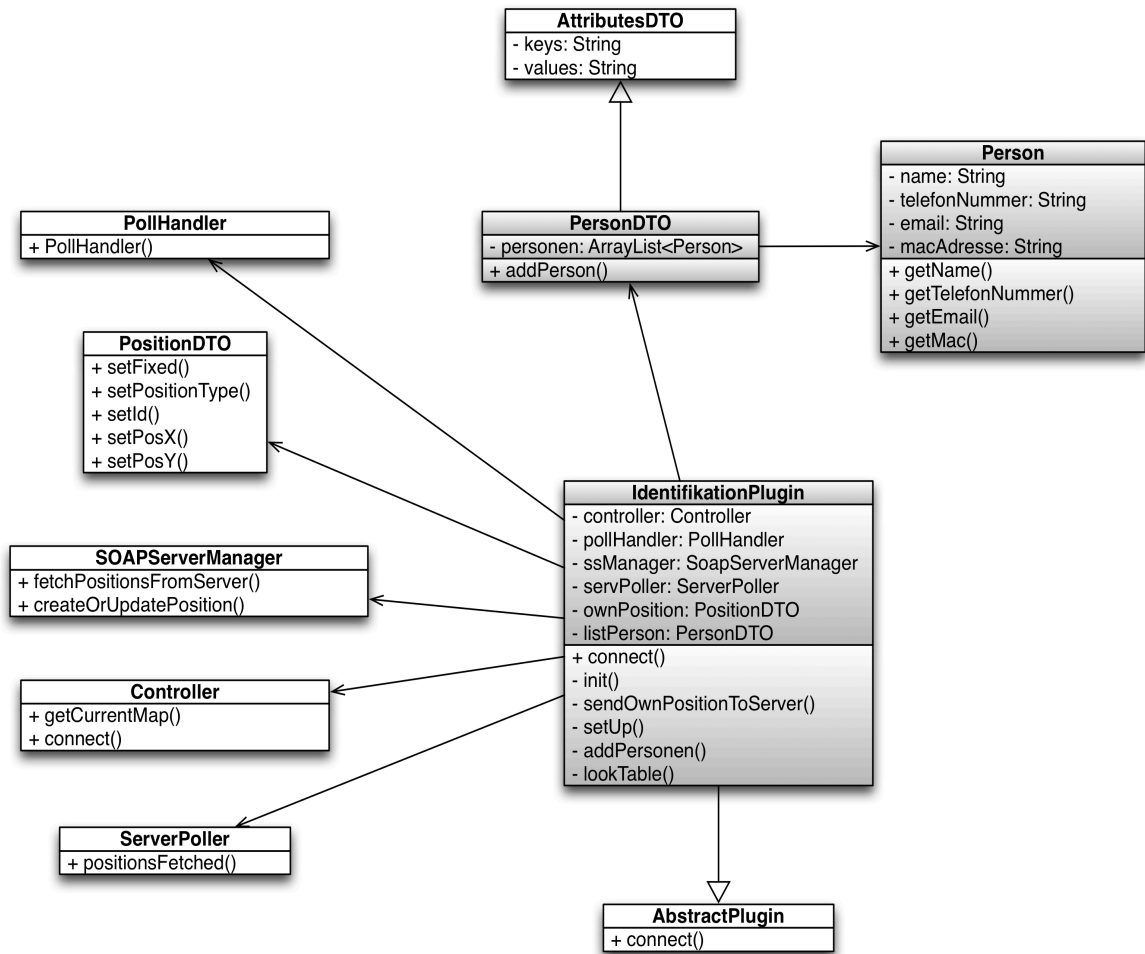 AttributesDTO
- keys: String
- values: String
Person
- name: String
- telefonNummer: String
- email: String
- macAdresse: String
+ getName()
+ getTelefonNummer()
+ getEmail()
+ getMac()
PollHandler
+ PollHandler()
PersonDTO
- personen: ArrayList<Person>
+ addPerson()
PositionDTO
+ setFixed()
+ setPositionType()
+ setId()
+ setPosX()
+ setPosY()
IdentifikationPlugin
- controller: Controller
- pollHandler: PollHandler
- ssManager: SoapServerManager
- servPoller: ServerPoller
- ownPosition: PositionDTO
- listPerson: PersonDTO
+ connect()
- init()
- sendOwnPositionToServer()
- setUp()
- addPersonen()
- lookTable()
SOAPServerManager
+ fetchPositionsFromServer()
+ createOrUpdatePosition()
Controller
+ getCurrentMap()
+ connect()
ServerPoller
+ positionsFetched()
AbstractPlugin
+ connect()